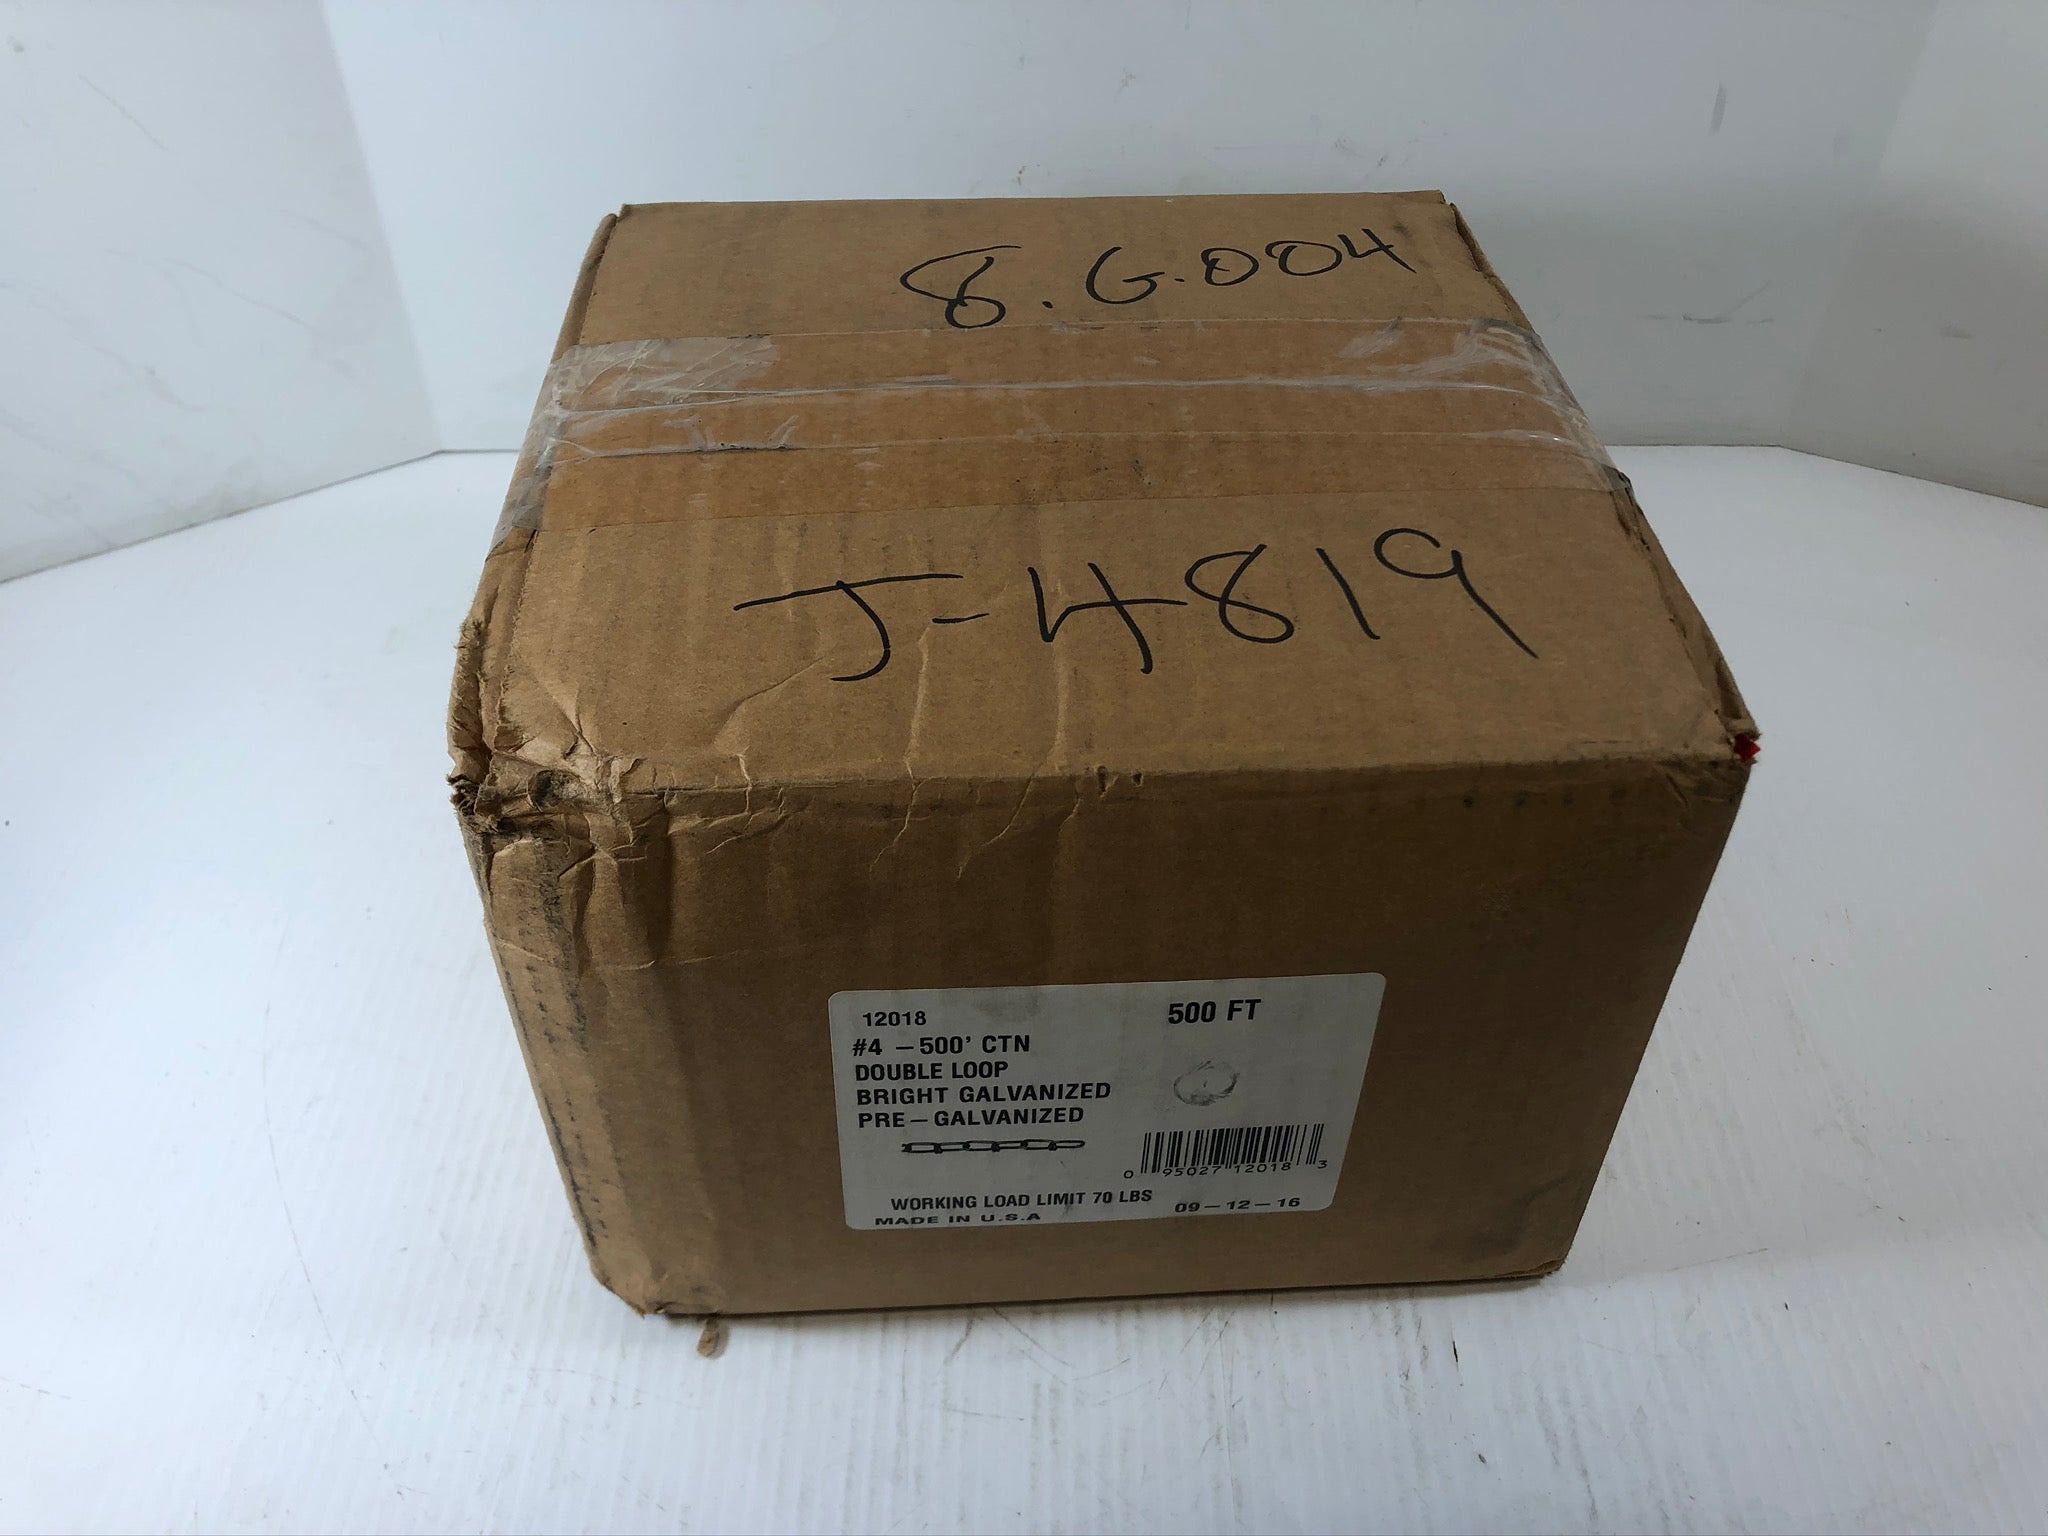 8.G.004
J-4819
12018 500 FT
#4 - 500' CTN
DOUBLE LOOP
BRIGHT GALVANIZED
PRE - GALVANIZED
0 95027 12018 3
WORKING LOAD LIMIT 70 LBS 09-12-16
MADE IN U.S.A